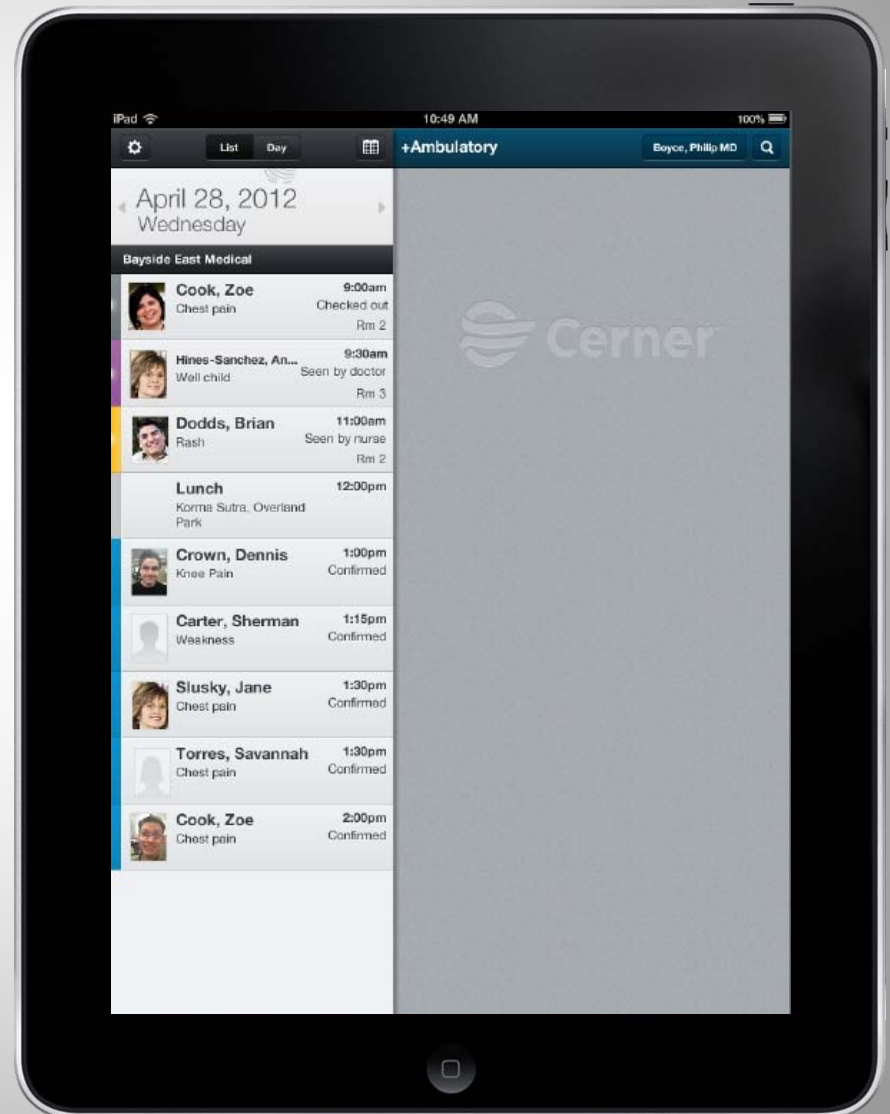 iPad 10:49 AM 100%
List Day +Ambulatory Boyce, Philip MD
April 28, 2012
Wednesday
Bayside East Medical
Cook, Zoe 9:00am
Chest pain Checked out
Rm 2
Hines-Sanchez, An... 9:30am
Well child Seen by doctor
Rm 3
Dodds, Brian 11:00am
Rash Seen by nurse
Rm 2
Lunch 12:00pm
Korma Sutra, Overland
Park
Crown, Dennis 1:00pm
Knee Pain Confirmed
Carter, Sherman 1:15pm
Weakness Confirmed
Slusky, Jane 1:30pm
Chest pain Confirmed
Torres, Savannah 1:30pm
Chest pain Confirmed
Cook, Zoe 2:00pm
Chest pain Confirmed
Cerner